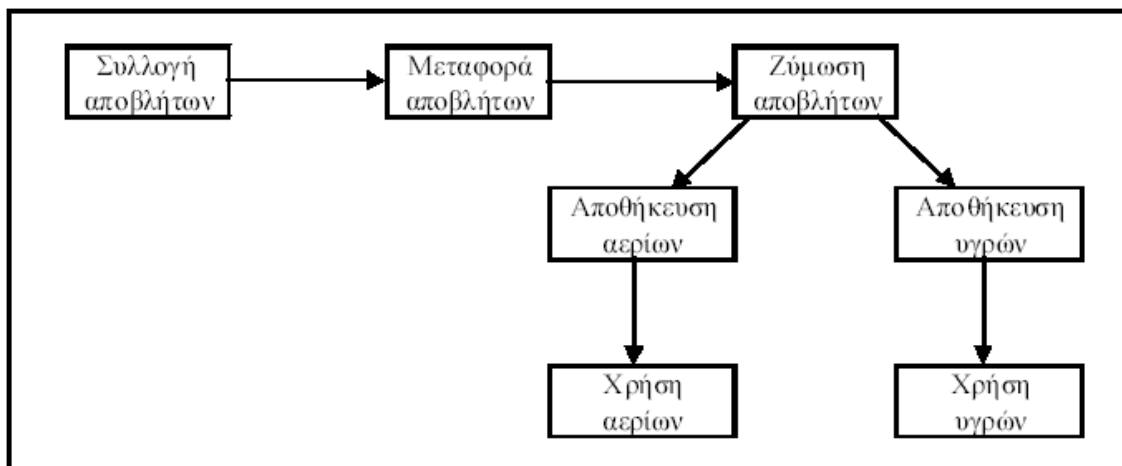 Συλλογή
αποβλήτων
Μεταφορά
αποβλήτων
Ζύμωση
αποβλήτων
Αποθήκευση
αερίων
Αποθήκευση
υγρών
Χρήση
αερίων
Χρήση
υγρών